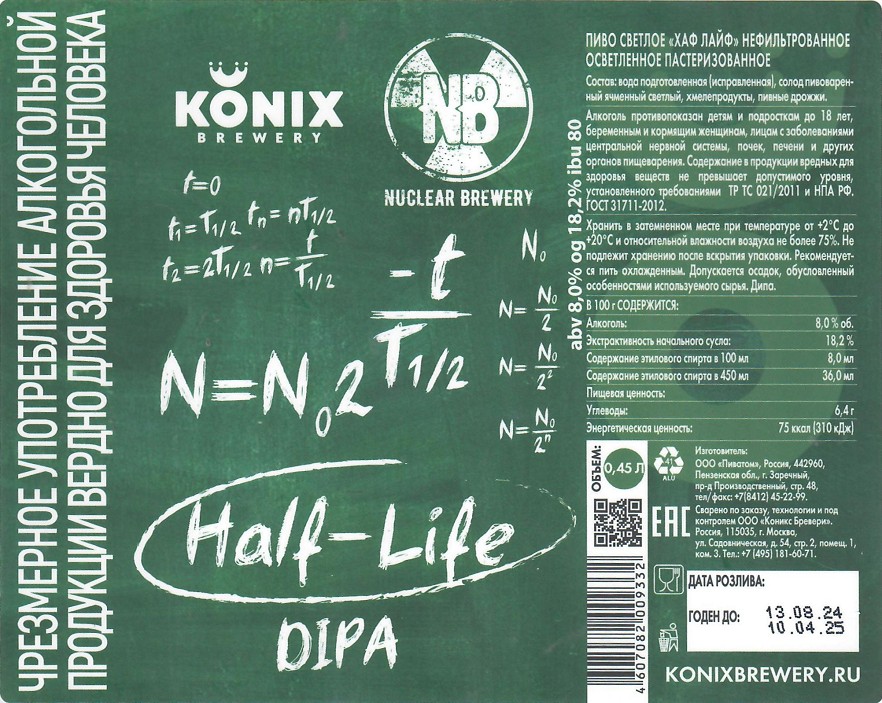 ЧРЕЗМЕРНОЕ УПОТРЕБЛЕНИЕ АЛКОГОЛЬНОЙ
ПРОДУКЦИИ ВЕРДНО ДЛЯ ЗДОРОВЬЯ ЧЕЛОВЕКА
KONIX
BREWERY
NB
NUCLEAR BREWERY
t=0
t1=T1/2 tn=nT1/2
t2=2T1/2 n=t/T1/2
N=N02 -t/T1/2
N0
N=N0/2
N=N0/2²
N=N0/2ⁿ
Half-Life
DIPA
abv 8,0% og 18,2% ibu 80
ПИВО СВЕТЛОЕ «ХАФ ЛАЙФ» НЕФИЛЬТРОВАННОЕ
ОСВЕТЛЕННОЕ ПАСТЕРИЗОВАННОЕ
Состав: вода подготовленная (исправленная), солод пивоварен-
ный ячменный светлый, хмелепродукты, пивные дрожжи.
Алкоголь противопоказан детям и подросткам до 18 лет,
беременным и кормящим женщинам, лицам с заболеваниями
центральной нервной системы, почек, печени и других
органов пищеварения. Содержание в продукции вредных для
здоровья веществ не превышает допустимого уровня,
установленного требованиями ТР ТС 021/2011 и НПА РФ.
ГОСТ 31711-2012.
Хранить в затемненном месте при температуре от +2°С до
+20°С и относительной влажности воздуха не более 75%. Не
подлежит хранению после вскрытия упаковки. Рекомендует-
ся пить охлажденным. Допускается осадок, обусловленный
особенностями используемого сырья. Дипа.
В 100 г СОДЕРЖИТСЯ:
Алкоголь: 8,0 % об.
Экстрактивность начального сусла: 18,2 %
Содержание этилового спирта в 100 мл 8,0 мл
Содержание этилового спирта в 450 мл 36,0 мл
Пищевая ценность:
Углеводы: 6,4 г
Энергетическая ценность: 75 ккал (310 кДж)
ОБЪЕМ:
0,45 Л
41
ALU
Изготовитель:
ООО «Пиватом», Россия, 442960,
Пензенская обл., г. Заречный,
пр-д Производственный, стр. 48,
тел/факс: +7(8412) 45-22-99.
Сварено по заказу, технологии и под
контролем ООО «Коникс Бревери».
Россия, 115035, г. Москва,
ул. Садовническая, д. 54, стр. 2, помещ. 1,
ком. 3. Тел.: +7 (495) 181-60-71.
EAC
4 607082 009332
ДАТА РОЗЛИВА:
ГОДЕН ДО:
13.08.24
10.04.25
KONIXBREWERY.RU